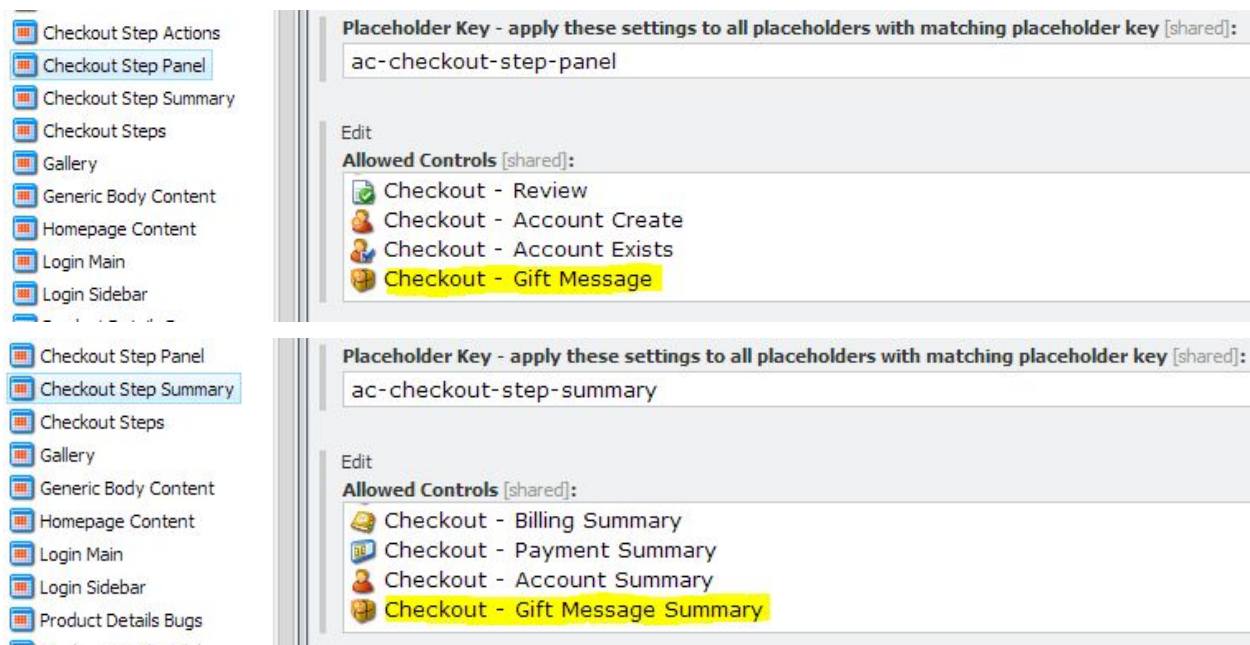 Checkout Step Actions
Checkout Step Panel
Checkout Step Summary
Checkout Steps
Gallery
Generic Body Content
Homepage Content
Login Main
Login Sidebar
Placeholder Key - apply these settings to all placeholders with matching placeholder key [shared]:
ac-checkout-step-panel
Edit
Allowed Controls [shared]:
Checkout - Review
Checkout - Account Create
Checkout - Account Exists
Checkout - Gift Message
Checkout Step Panel
Checkout Step Summary
Checkout Steps
Gallery
Generic Body Content
Homepage Content
Login Main
Login Sidebar
Product Details Bugs
Placeholder Key - apply these settings to all placeholders with matching placeholder key [shared]:
ac-checkout-step-summary
Edit
Allowed Controls [shared]:
Checkout - Billing Summary
Checkout - Payment Summary
Checkout - Account Summary
Checkout - Gift Message Summary